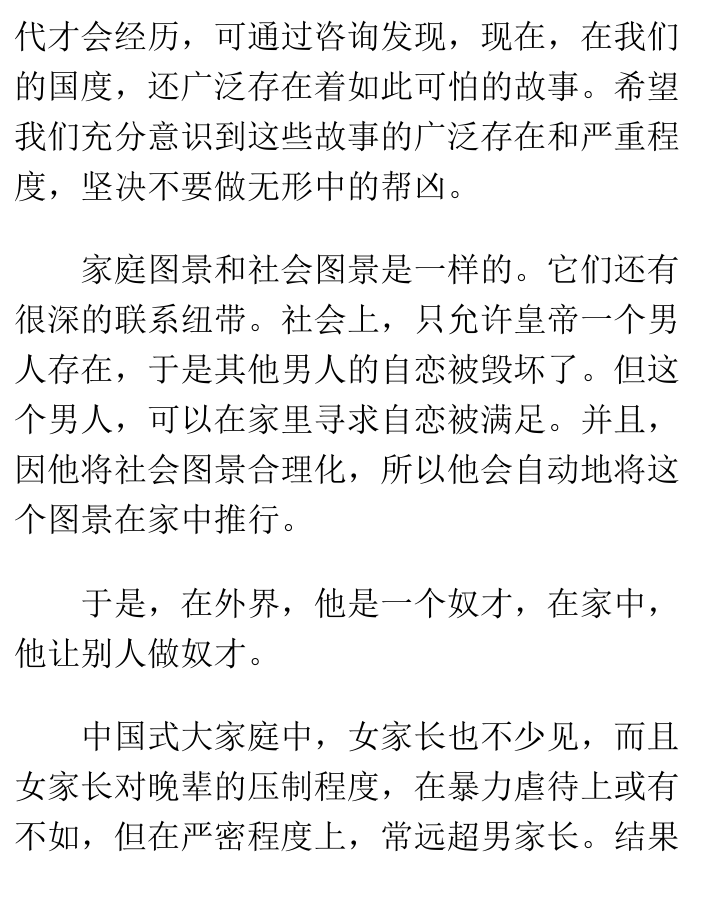 代才会经历，可通过咨询发现，现在，在我们
的国度，还广泛存在着如此可怕的故事。希望
我们充分意识到这些故事的广泛存在和严重程
度，坚决不要做无形中的帮凶。
家庭图景和社会图景是一样的。它们还有
很深的联系纽带。社会上，只允许皇帝一个男
人存在，于是其他男人的自恋被毁坏了。但这
个男人，可以在家里寻求自恋被满足。并且，
因他将社会图景合理化，所以他会自动地将这
个图景在家中推行。
于是，在外界，他是一个奴才，在家中，
他让别人做奴才。
中国式大家庭中，女家长也不少见，而且
女家长对晚辈的压制程度，在暴力虐待上或有
不如，但在严密程度上，常远超男家长。结果